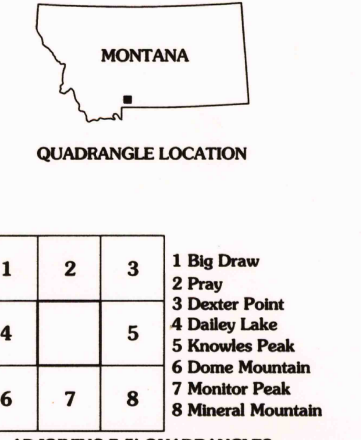 MONTANA
QUADRANGLE LOCATION
1 2 3
4 5
6 7 8
1 Big Draw
2 Pray
3 Dexter Point
4 Dailey Lake
5 Knowles Peak
6 Dome Mountain
7 Monitor Peak
8 Mineral Mountain